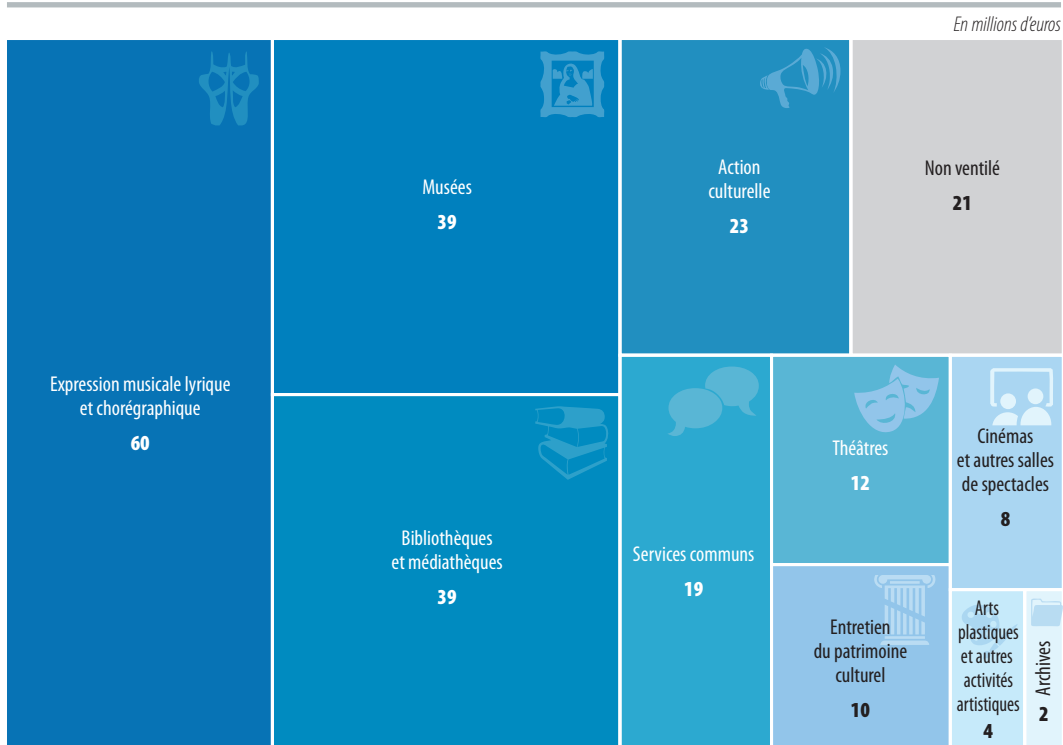 En millions d'euros
Expression musicale lyrique
et chorégraphique
60
Musées
39
Bibliothèques
et médiathèques
39
Action
culturelle
23
Non ventilé
21
Services communs
19
Théâtres
12
Entretien
du patrimoine
culturel
10
Cinémas
et autres salles
de spectacles
8
Arts
plastiques
et autres
activités
artistiques
4
Archives
2